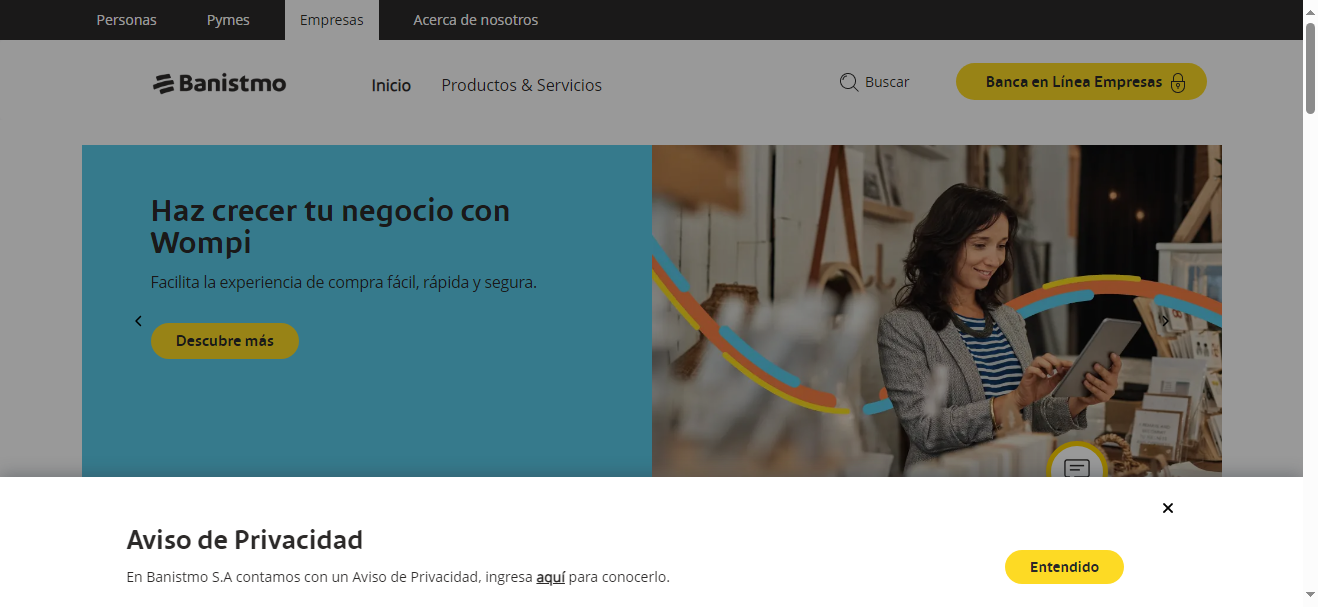 Personas Pymes Empresas Acerca de nosotros
Banistmo Inicio Productos & Servicios Buscar Banca en Línea Empresas
Haz crecer tu negocio con
Wompi
Facilita la experiencia de compra fácil, rápida y segura.
Descubre más
Aviso de Privacidad
En Banistmo S.A contamos con un Aviso de Privacidad, ingresa aquí para conocerlo.
Entendido